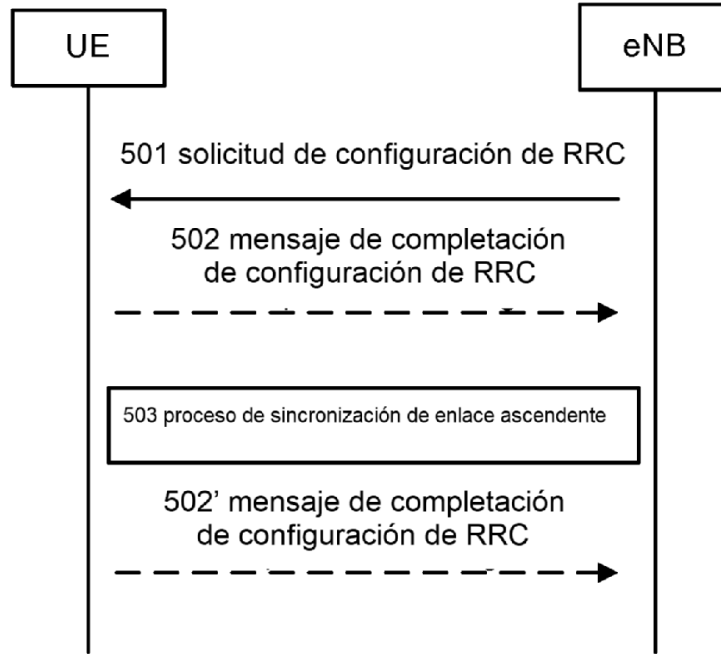 UE
eNB
501 solicitud de configuración de RRC
502 mensaje de completación
de configuración de RRC
503 proceso de sincronización de enlace ascendente
502’ mensaje de completación
de configuración de RRC